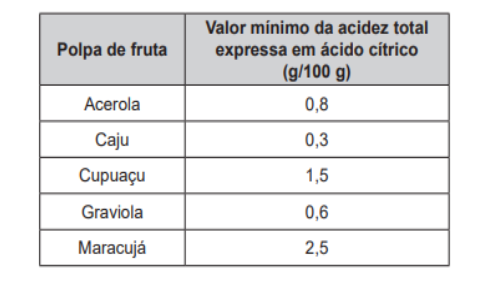 Polpa de fruta
Valor mínimo da acidez total
expressa em ácido cítrico
(g/100 g)
Acerola 0,8
Caju 0,3
Cupuaçu 1,5
Graviola 0,6
Maracujá 2,5